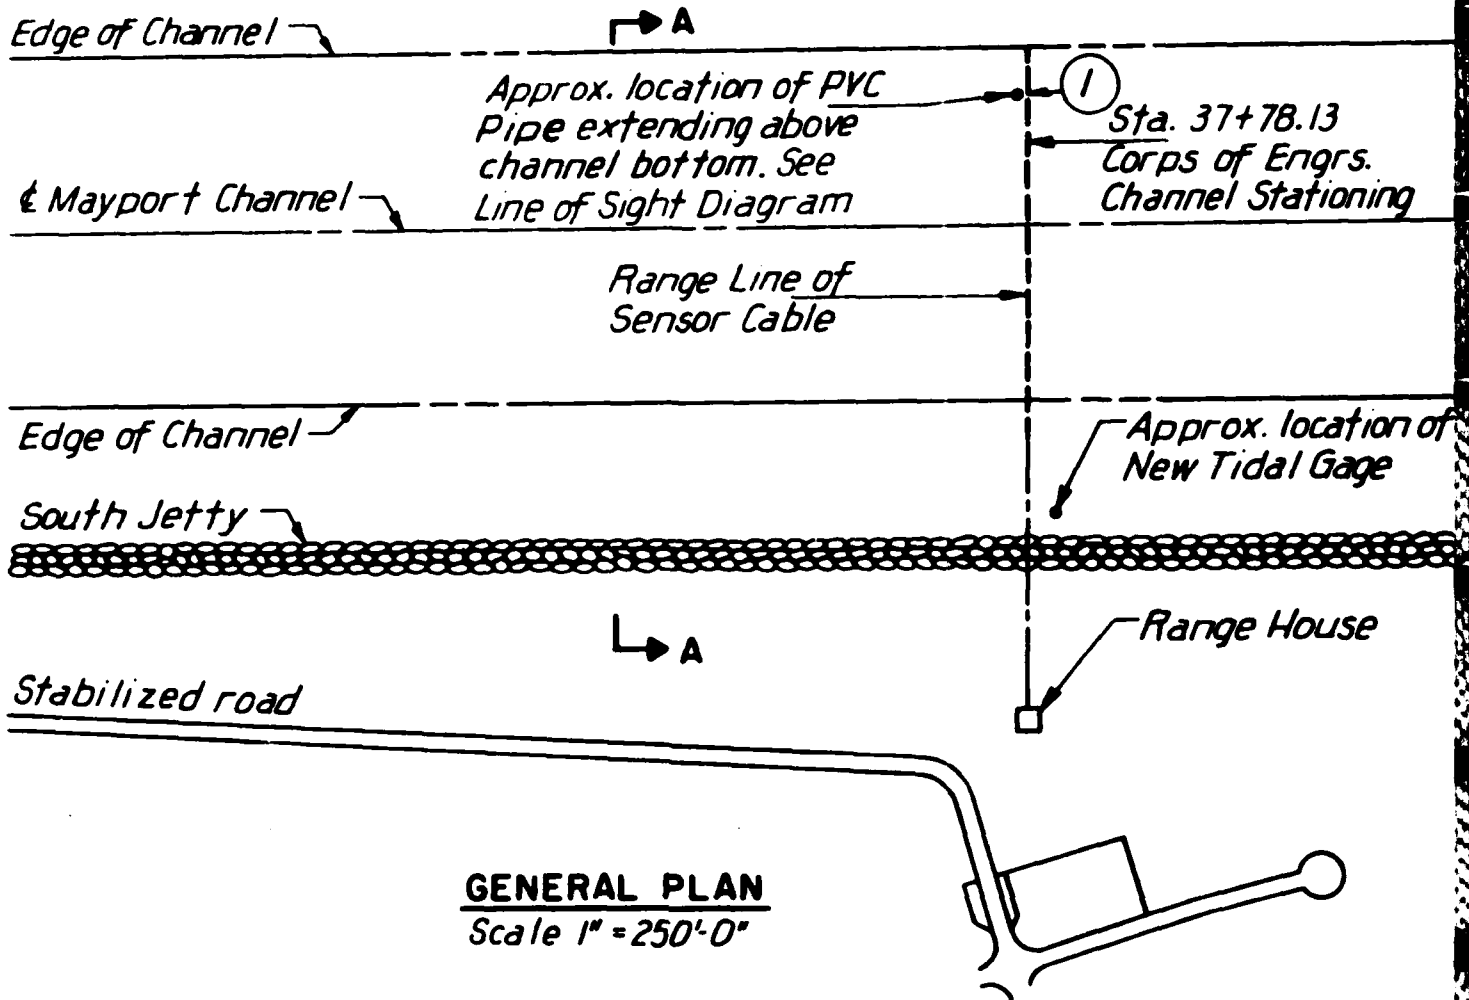 Edge of Channel
A
Approx. location of PVC
Pipe extending above
channel bottom. See
Line of Sight Diagram
1
Sta. 37+78.13
Corps of Engrs.
Channel Stationing
℄ Mayport Channel
Range Line of
Sensor Cable
Edge of Channel
Approx. location of
New Tidal Gage
South Jetty
A
Range House
Stabilized road
GENERAL PLAN
Scale 1" = 250'-0"